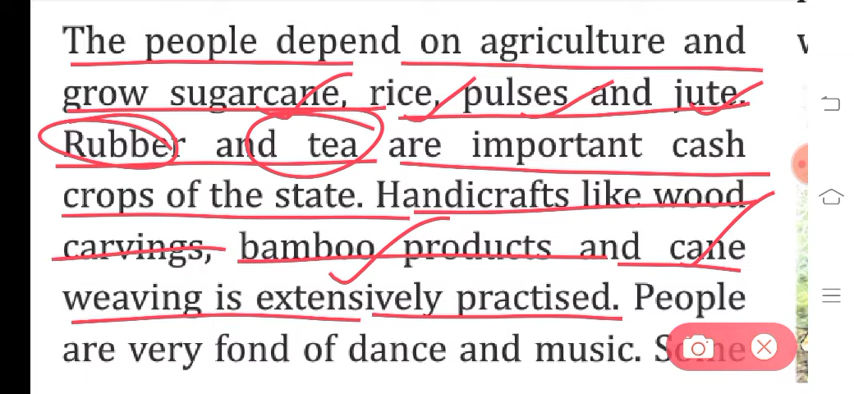 The people depend on agriculture and
grow sugarcane, rice, pulses and jute.
Rubber and tea are important cash
crops of the state. Handicrafts like wood
carvings, bamboo products and cane
weaving is extensively practised. People
are very fond of dance and music. Some